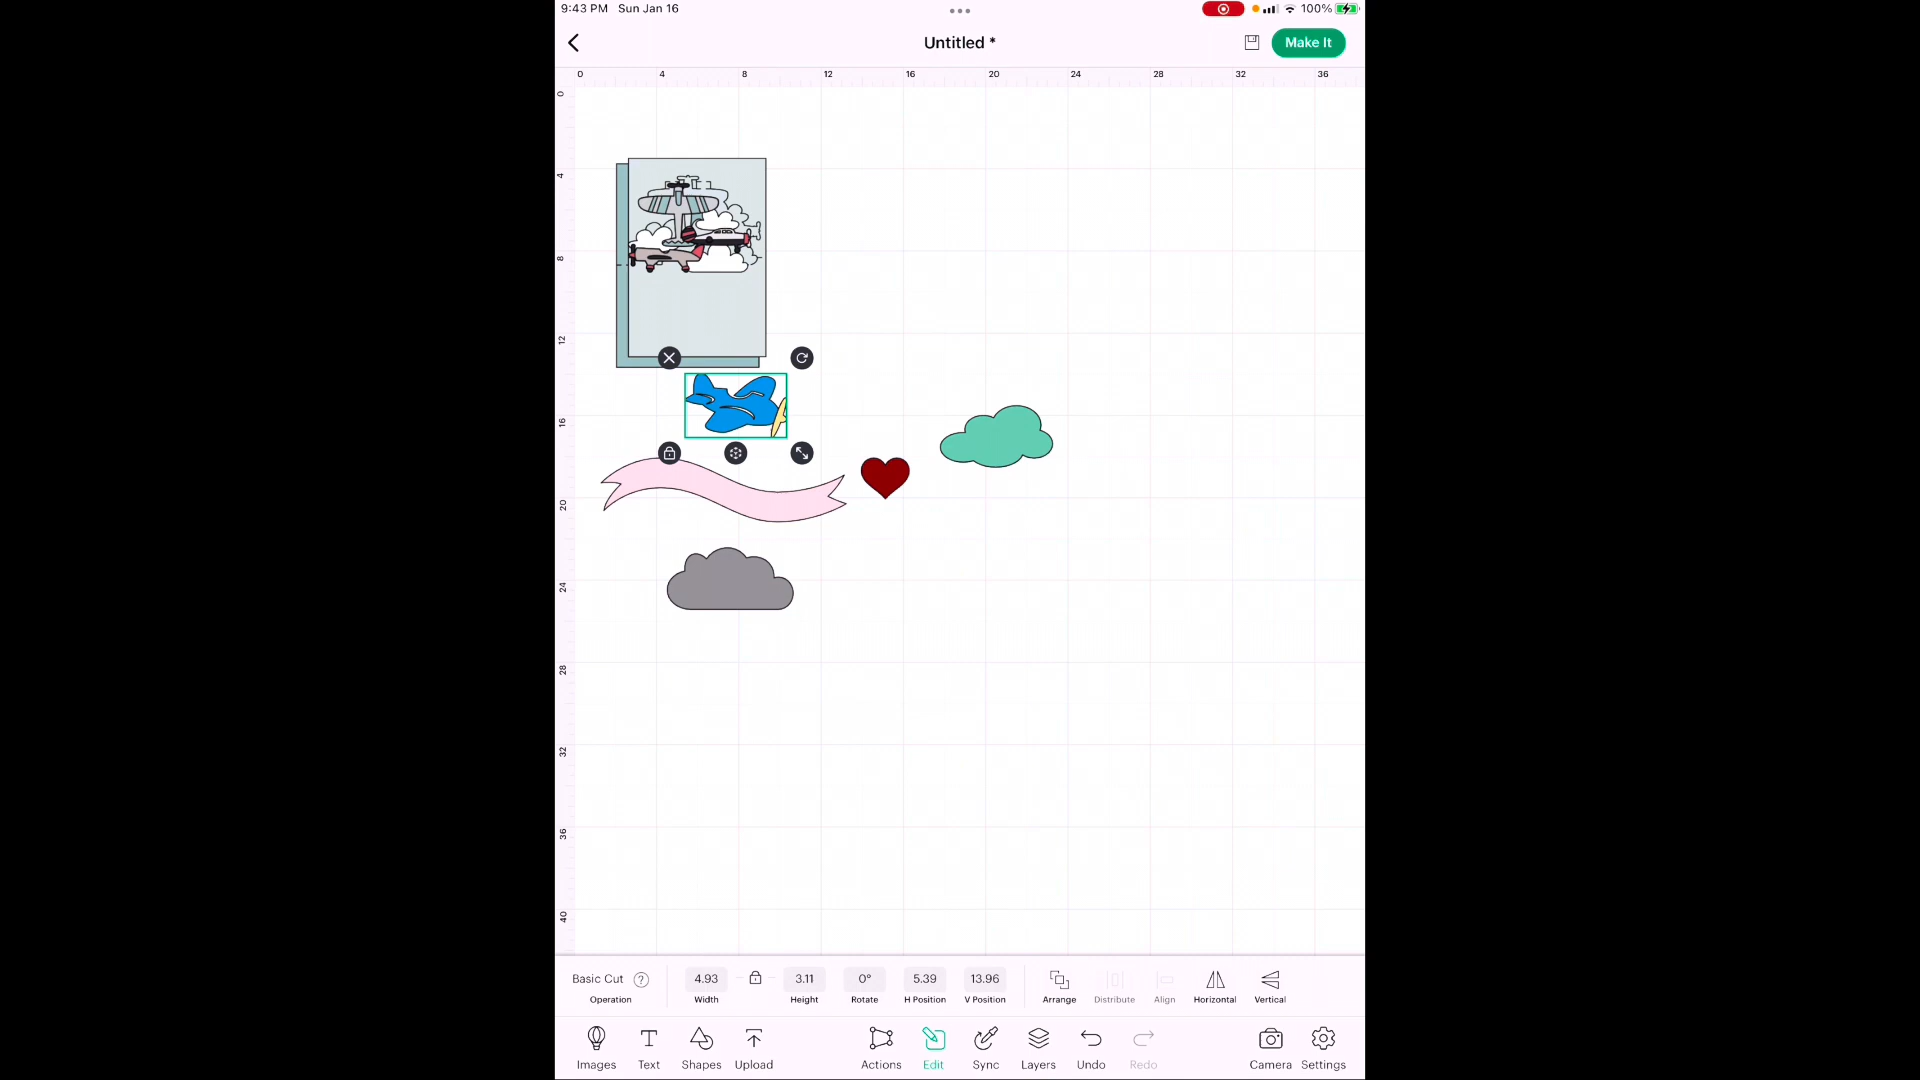 9:43 PM Sun Jan 16
100%
Untitled *
Make It
0 4 8 12 16 20 24 28 32 36
0
4
8
12
16
20
24
28
32
36
40
Basic Cut ?
Operation
4.93
Width
3.11
Height
0°
Rotate
5.39
H Position
13.96
V Position
Arrange
Distribute
Align
Horizontal
Vertical
Images
Text
Shapes
Upload
Actions
Edit
Sync
Layers
Undo
Redo
Camera
Settings